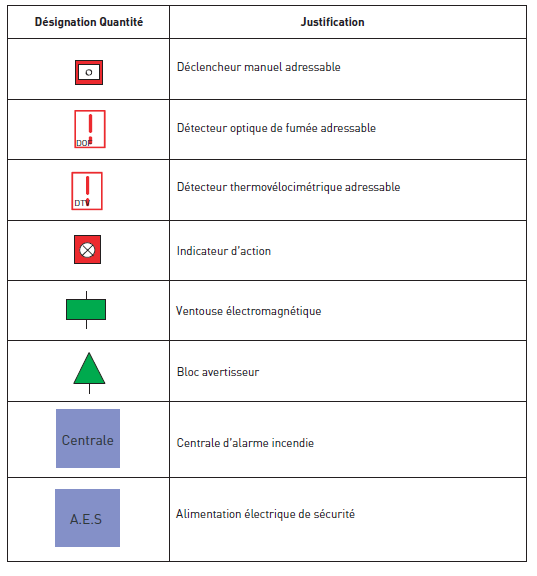 Désignation Quantité Justification
Déclencheur manuel adressable
DOF Détecteur optique de fumée adressable
DTV Détecteur thermovélocimétrique adressable
Indicateur d'action
Ventouse électromagnétique
Bloc avertisseur
Centrale Centrale d'alarme incendie
A.E.S Alimentation électrique de sécurité